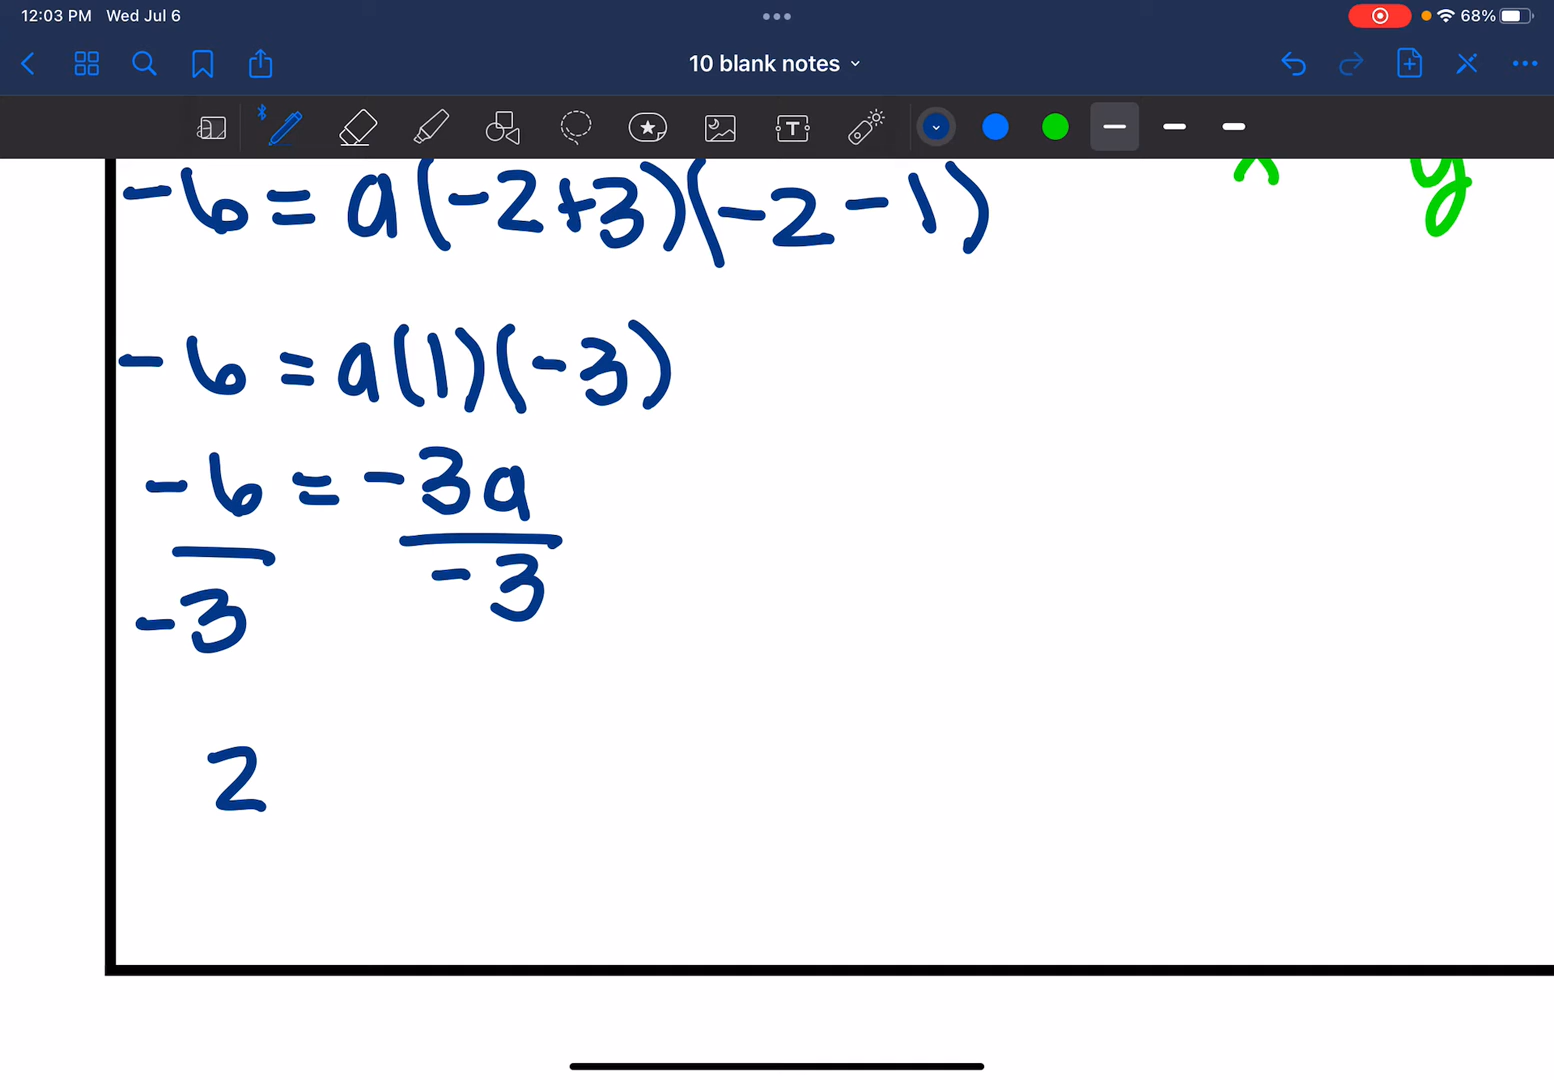 12:03 PM Wed Jul 6
68%
10 blank notes
T
x y
-6 = a(-2+3)(-2-1)
-6 = a(1)(-3)
-6 = -3a
-3 -3
2